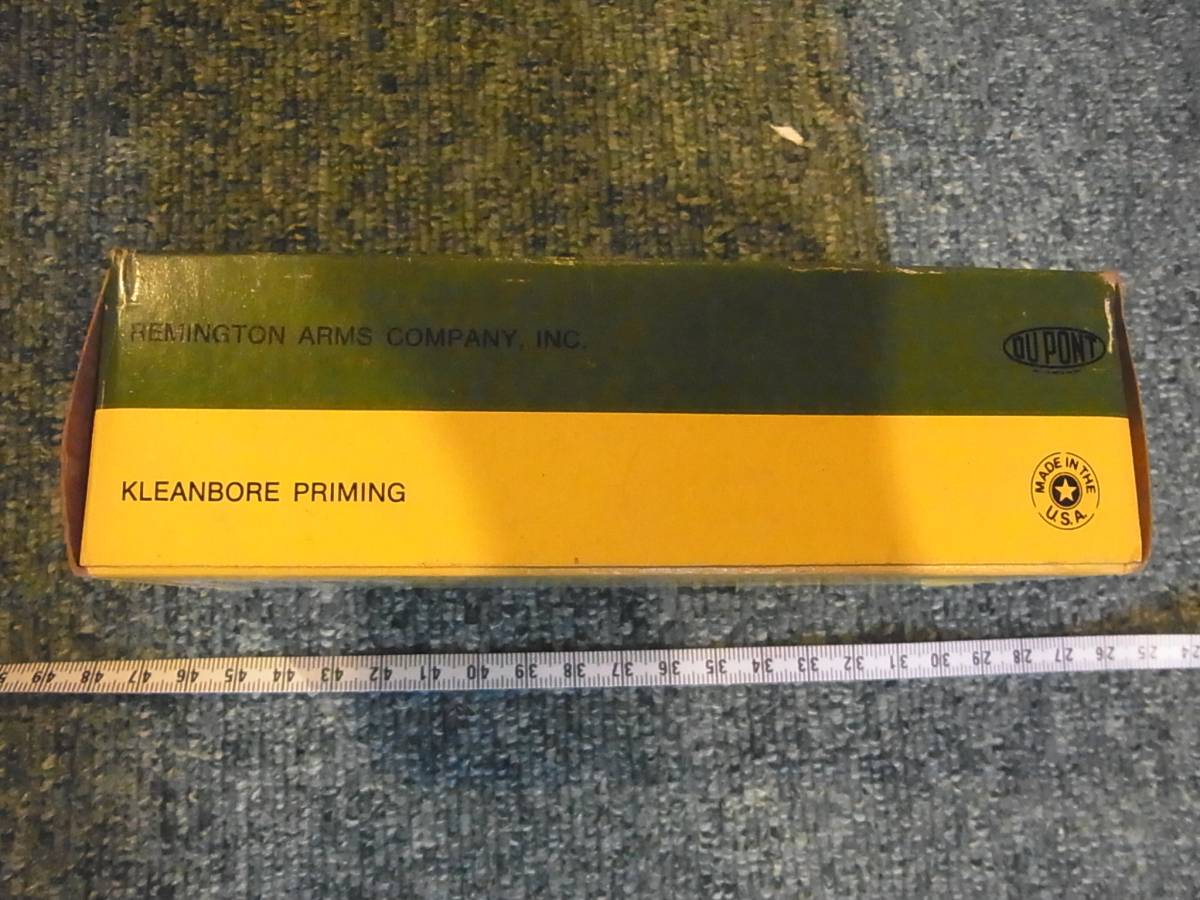 REMINGTON ARMS COMPANY, INC.
DU PONT
KLEANBORE PRIMING
MADE IN THE
U.S.A.
49 48 47 46 45 44 43 42 41 40 39 38 37 36 35 34 33 32 31 30 29 28 27 26 25 24